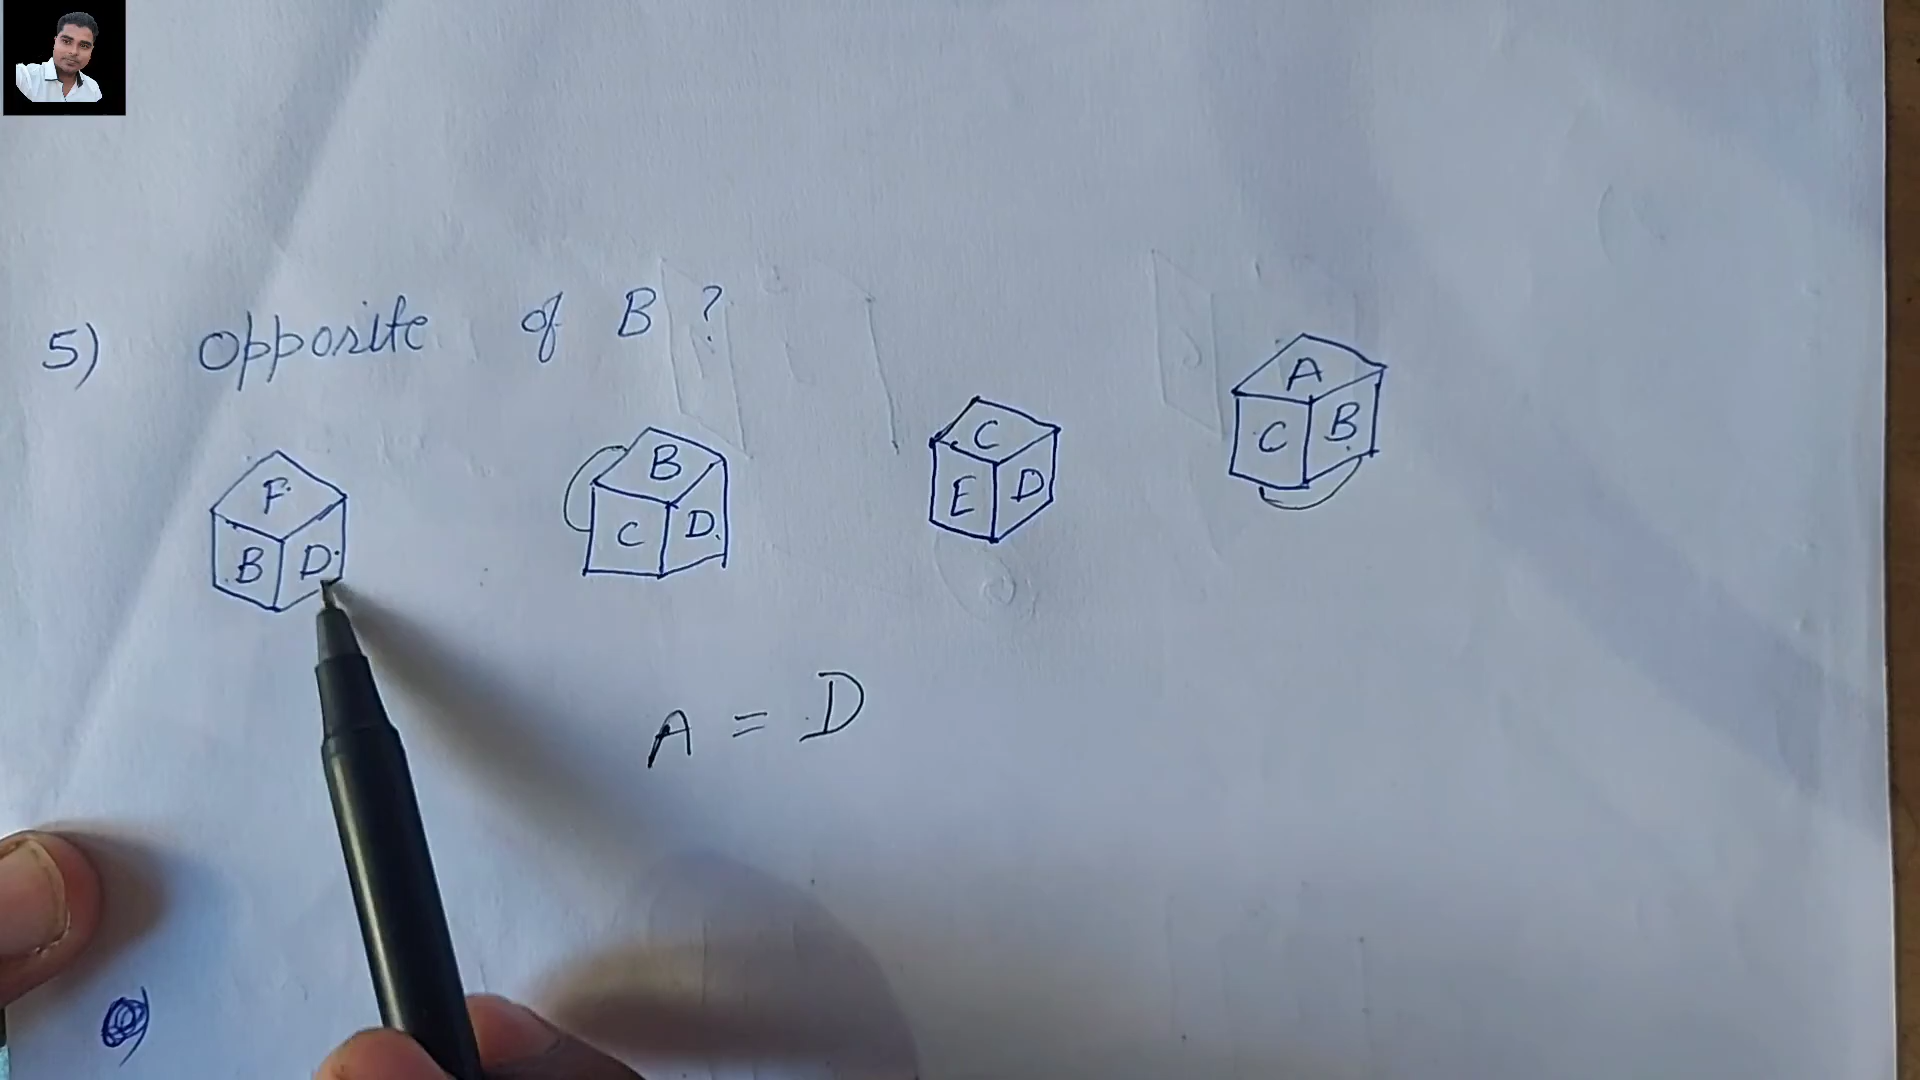 5) opposite of B ?
F B D
B C D
C E D
A C B
A = D